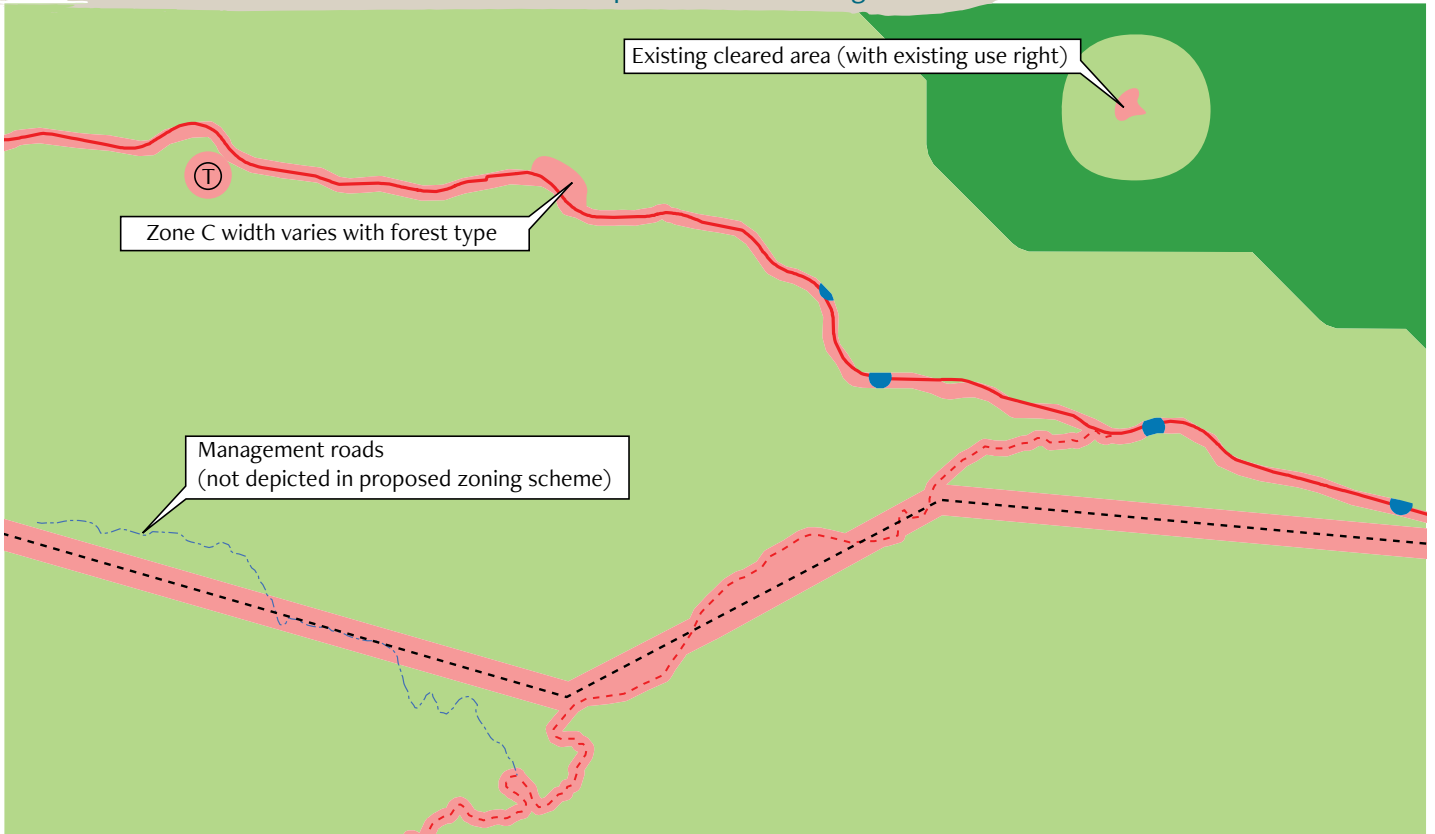 Existing cleared area (with existing use right)
T
Zone C width varies with forest type
Management roads
(not depicted in proposed zoning scheme)